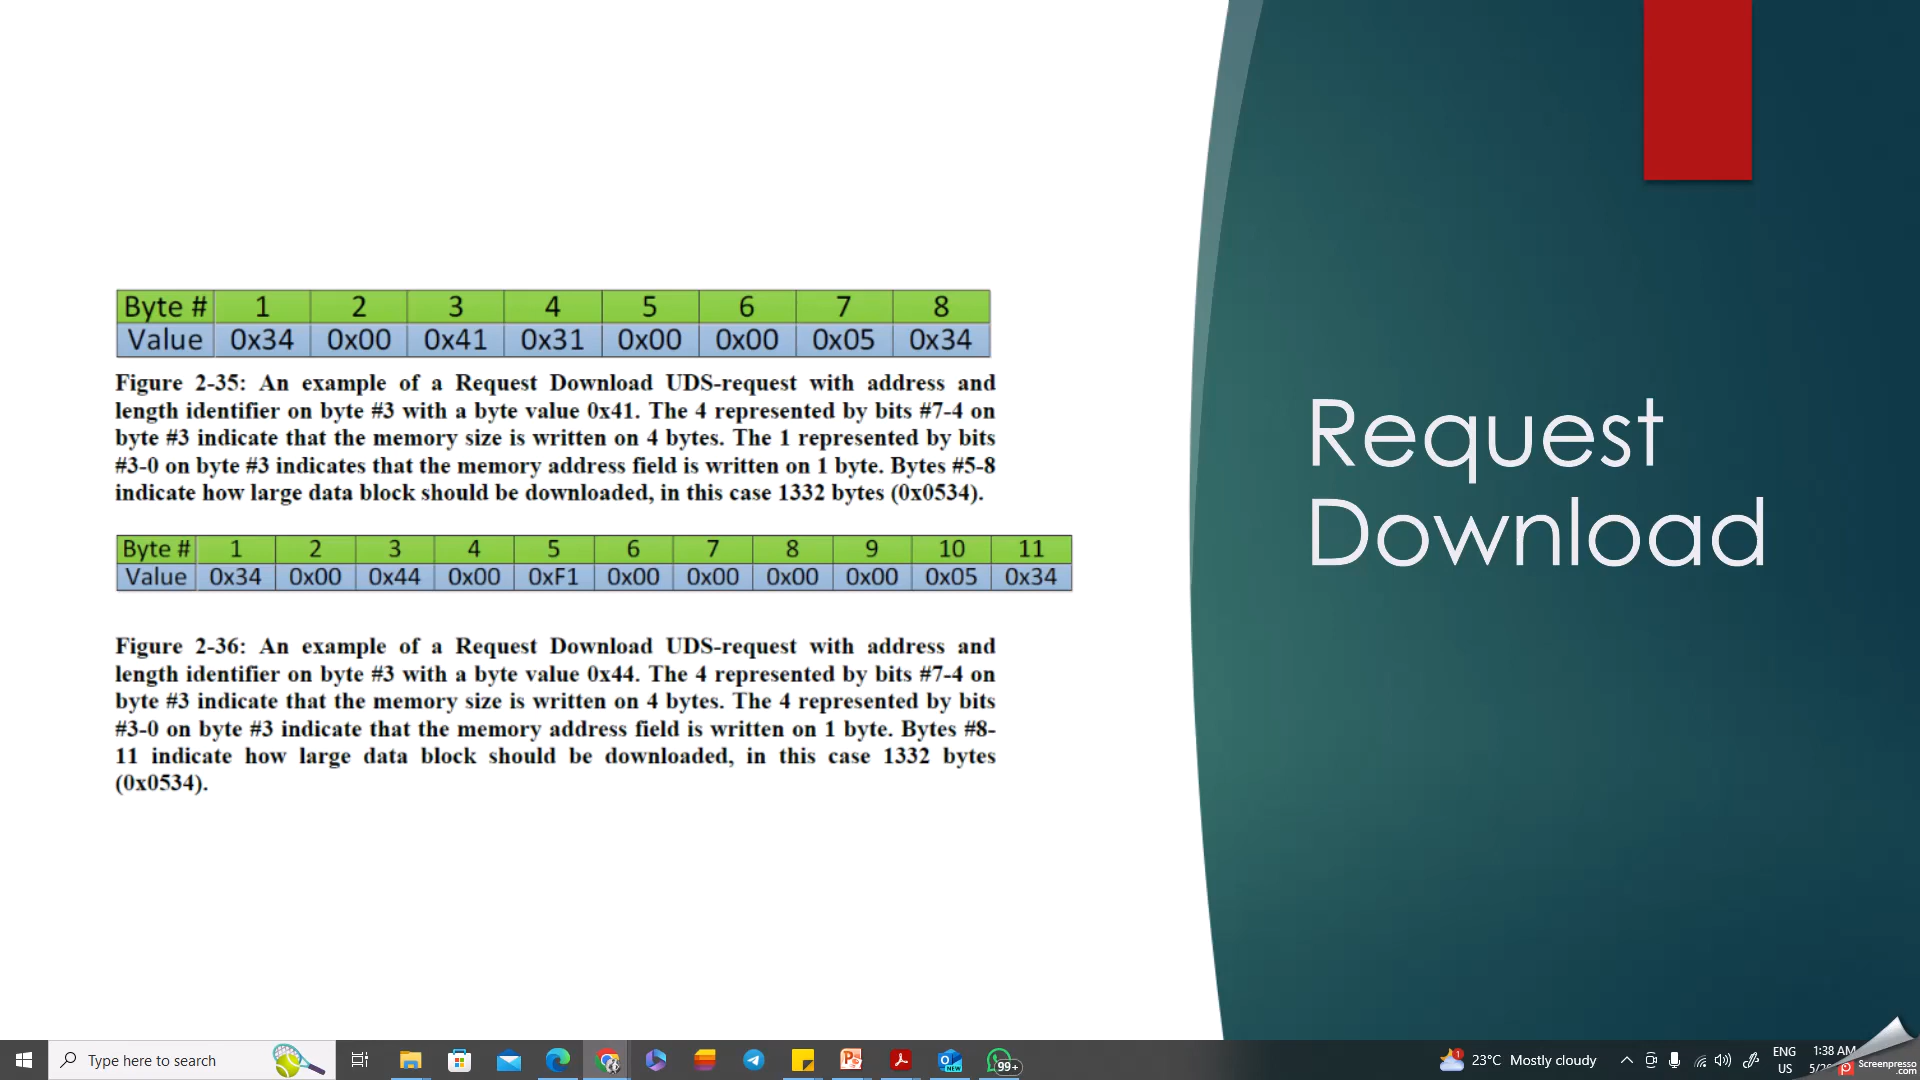 Byte # 1 2 3 4 5 6 7 8
Value 0x34 0x00 0x41 0x31 0x00 0x00 0x05 0x34
Figure 2-35: An example of a Request Download UDS-request with address and
length identifier on byte #3 with a byte value 0x41. The 4 represented by bits #7-4 on
byte #3 indicate that the memory size is written on 4 bytes. The 1 represented by bits
#3-0 on byte #3 indicates that the memory address field is written on 1 byte. Bytes #5-8
indicate how large data block should be downloaded, in this case 1332 bytes (0x0534).
Byte # 1 2 3 4 5 6 7 8 9 10 11
Value 0x34 0x00 0x44 0x00 0xF1 0x00 0x00 0x00 0x00 0x05 0x34
Figure 2-36: An example of a Request Download UDS-request with address and
length identifier on byte #3 with a byte value 0x44. The 4 represented by bits #7-4 on
byte #3 indicate that the memory size is written on 4 bytes. The 4 represented by bits
#3-0 on byte #3 indicate that the memory address field is written on 1 byte. Bytes #8-
11 indicate how large data block should be downloaded, in this case 1332 bytes
(0x0534).
Request
Download
Type here to search
99+
1
23°C Mostly cloudy
ENG
US
1:38 AM
Screenpresso
.com